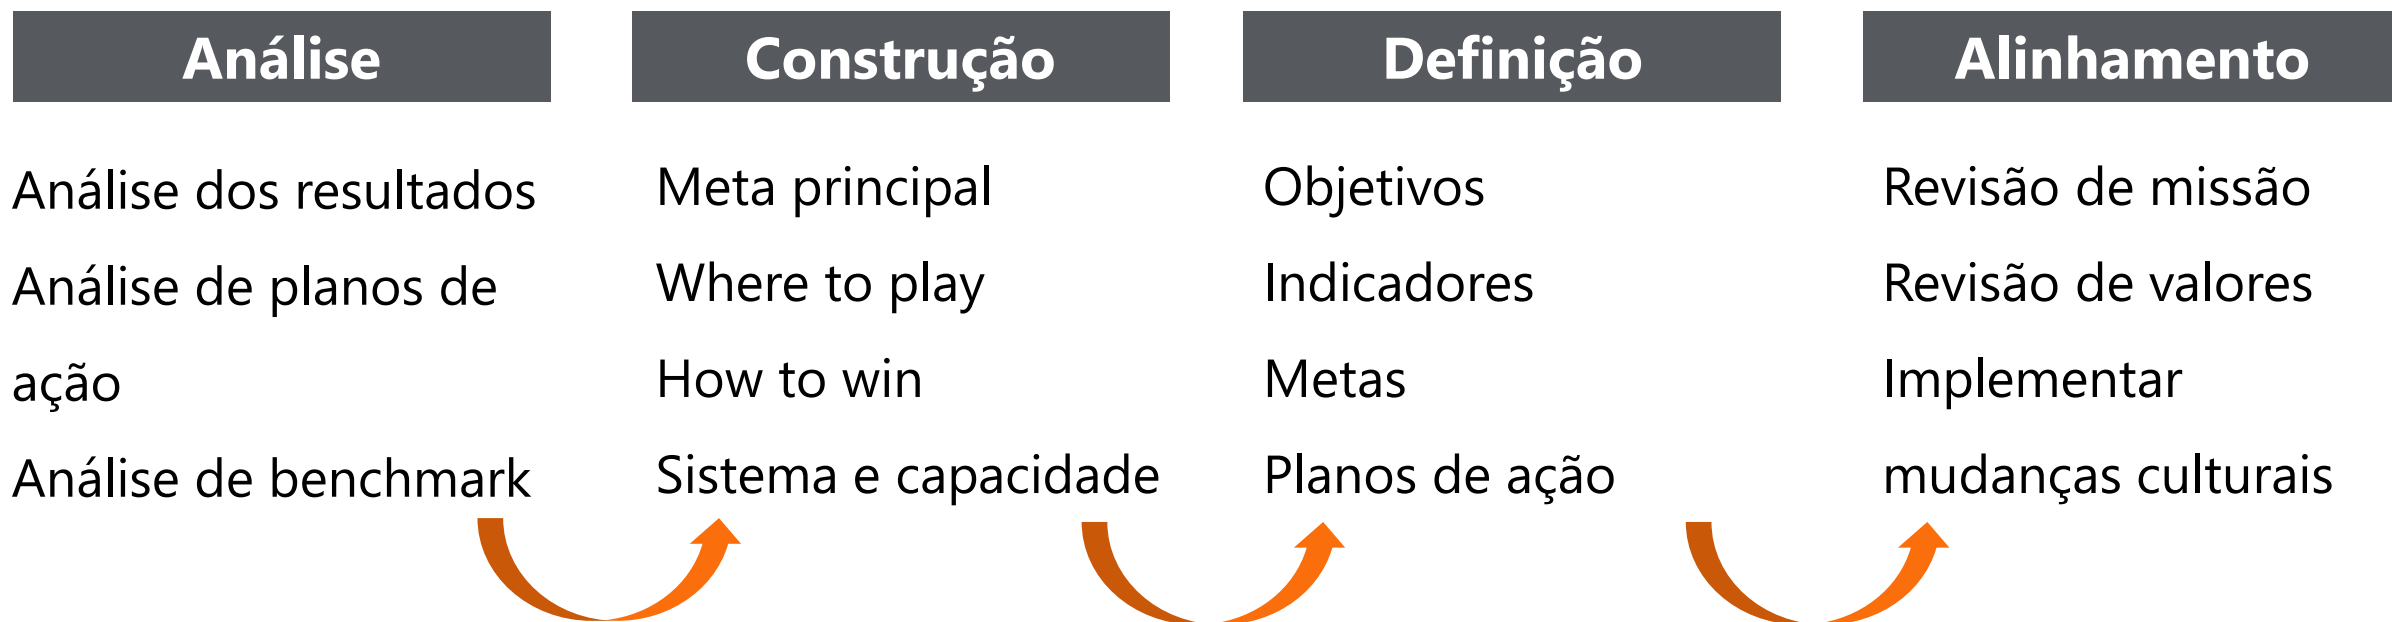 Análise
Análise dos resultados
Análise de planos de
ação
Análise de benchmark
Construção
Meta principal
Where to play
How to win
Sistema e capacidade
Definição
Objetivos
Indicadores
Metas
Planos de ação
Alinhamento
Revisão de missão
Revisão de valores
Implementar
mudanças culturais